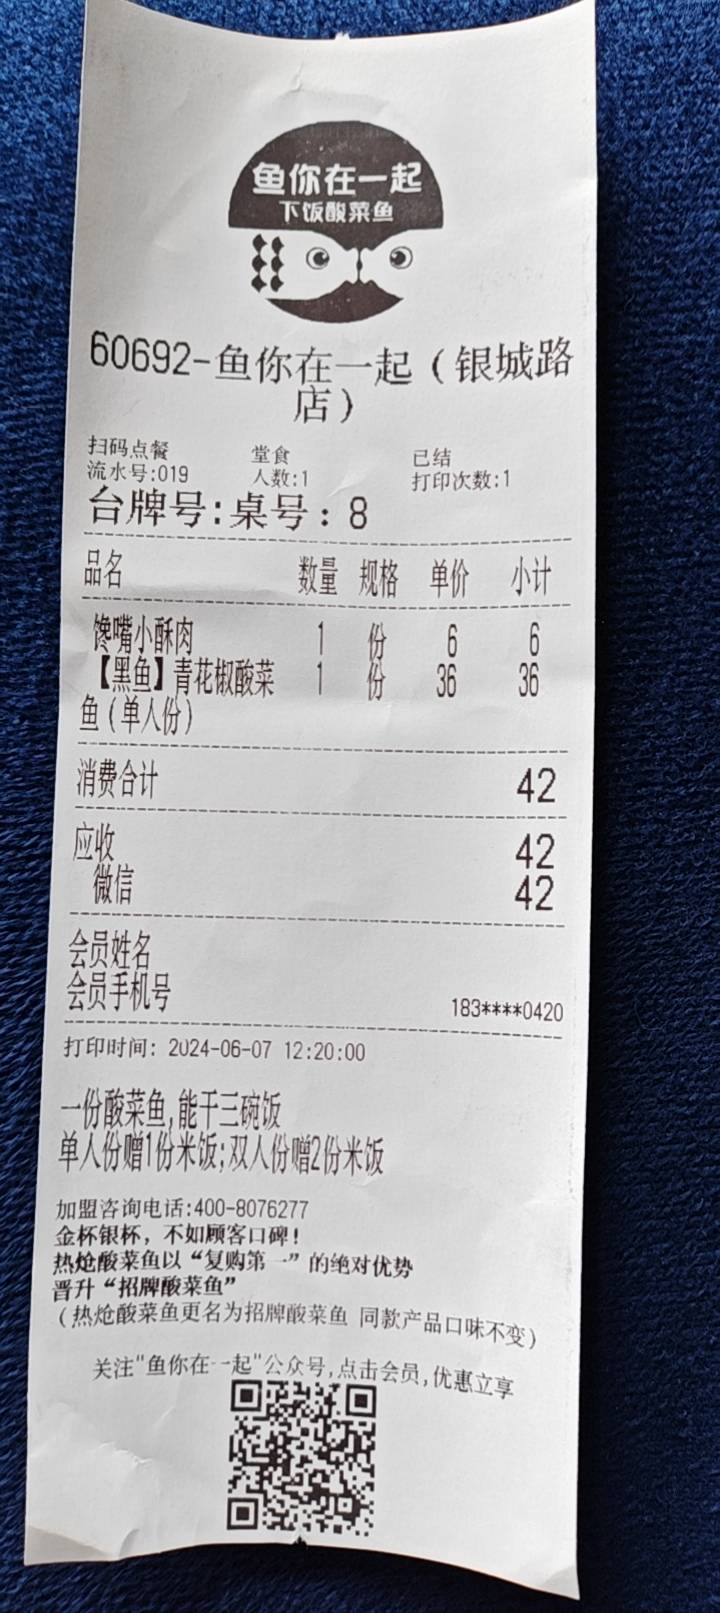 鱼你在一起
下饭酸菜鱼
60692-鱼你在一起（银城路
店）
扫码点餐 堂食 已结
流水号:019 人数:1 打印次数:1
台牌号:桌号：8
品名 数量 规格 单价 小计
馋嘴小酥肉 1 份 6 6
【黑鱼】青花椒酸菜 1 份 36 36
鱼(单人份)
消费合计 42
应收 42
微信 42
会员姓名
会员手机号
183****0420
打印时间: 2024-06-07 12:20:00
一份酸菜鱼,能干三碗饭
单人份赠1份米饭;双人份赠2份米饭
加盟咨询电话:400-8076277
金杯银杯，不如顾客口碑！
热炝酸菜鱼以“复购第一”的绝对优势
晋升“招牌酸菜鱼”
(热炝酸菜鱼更名为招牌酸菜鱼 同款产品口味不变)
关注"鱼你在一起"公众号,点击会员,优惠立享